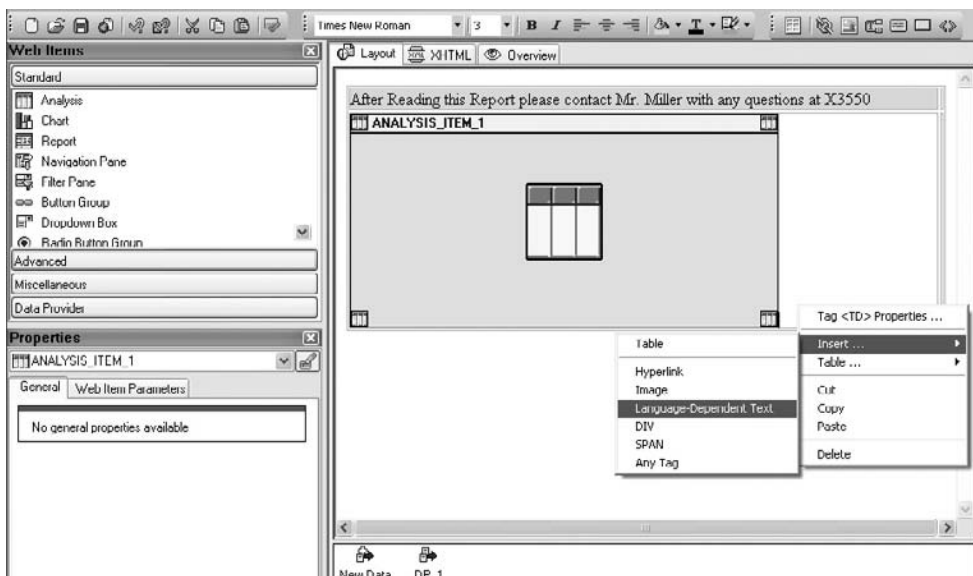 Times New Roman 3 B I T
Web Items
Standard
Analysis
Chart
Report
Navigation Pane
Filter Pane
Button Group
Dropdown Box
Radio Button Group
Advanced
Miscellaneous
Data Provider
Properties
ANALYSIS_ITEM_1
General Web Item Parameters
No general properties available
Layout XHTML Overview
After Reading this Report please contact Mr. Miller with any questions at X3550
ANALYSIS_ITEM_1
Tag <TD> Properties ...
Insert ...
Table ...
Cut
Copy
Paste
Delete
Table
Hyperlink
Image
Language-Dependent Text
DIV
SPAN
Any Tag
New Data DP_1